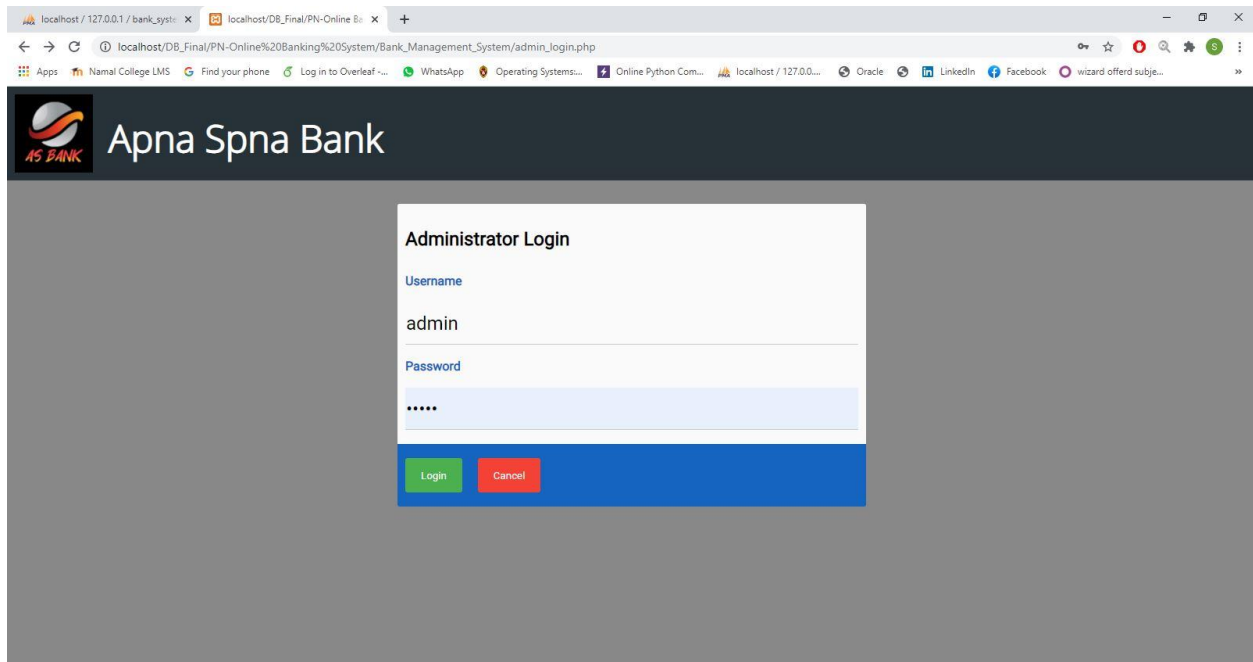 localhost / 127.0.0.1 / bank_syste
localhost/DB_Final/PN-Online Ba
localhost/DB_Final/PN-Online%20Banking%20System/Bank_Management_System/admin_login.php
S
Apps Namal College LMS Find your phone Log in to Overleaf -... WhatsApp Operating Systems:... Online Python Com... localhost / 127.0.0.... Oracle LinkedIn Facebook wizard offerd subje... »
AS BANK
Apna Spna Bank
Administrator Login
Username
admin
Password
•••••
Login Cancel